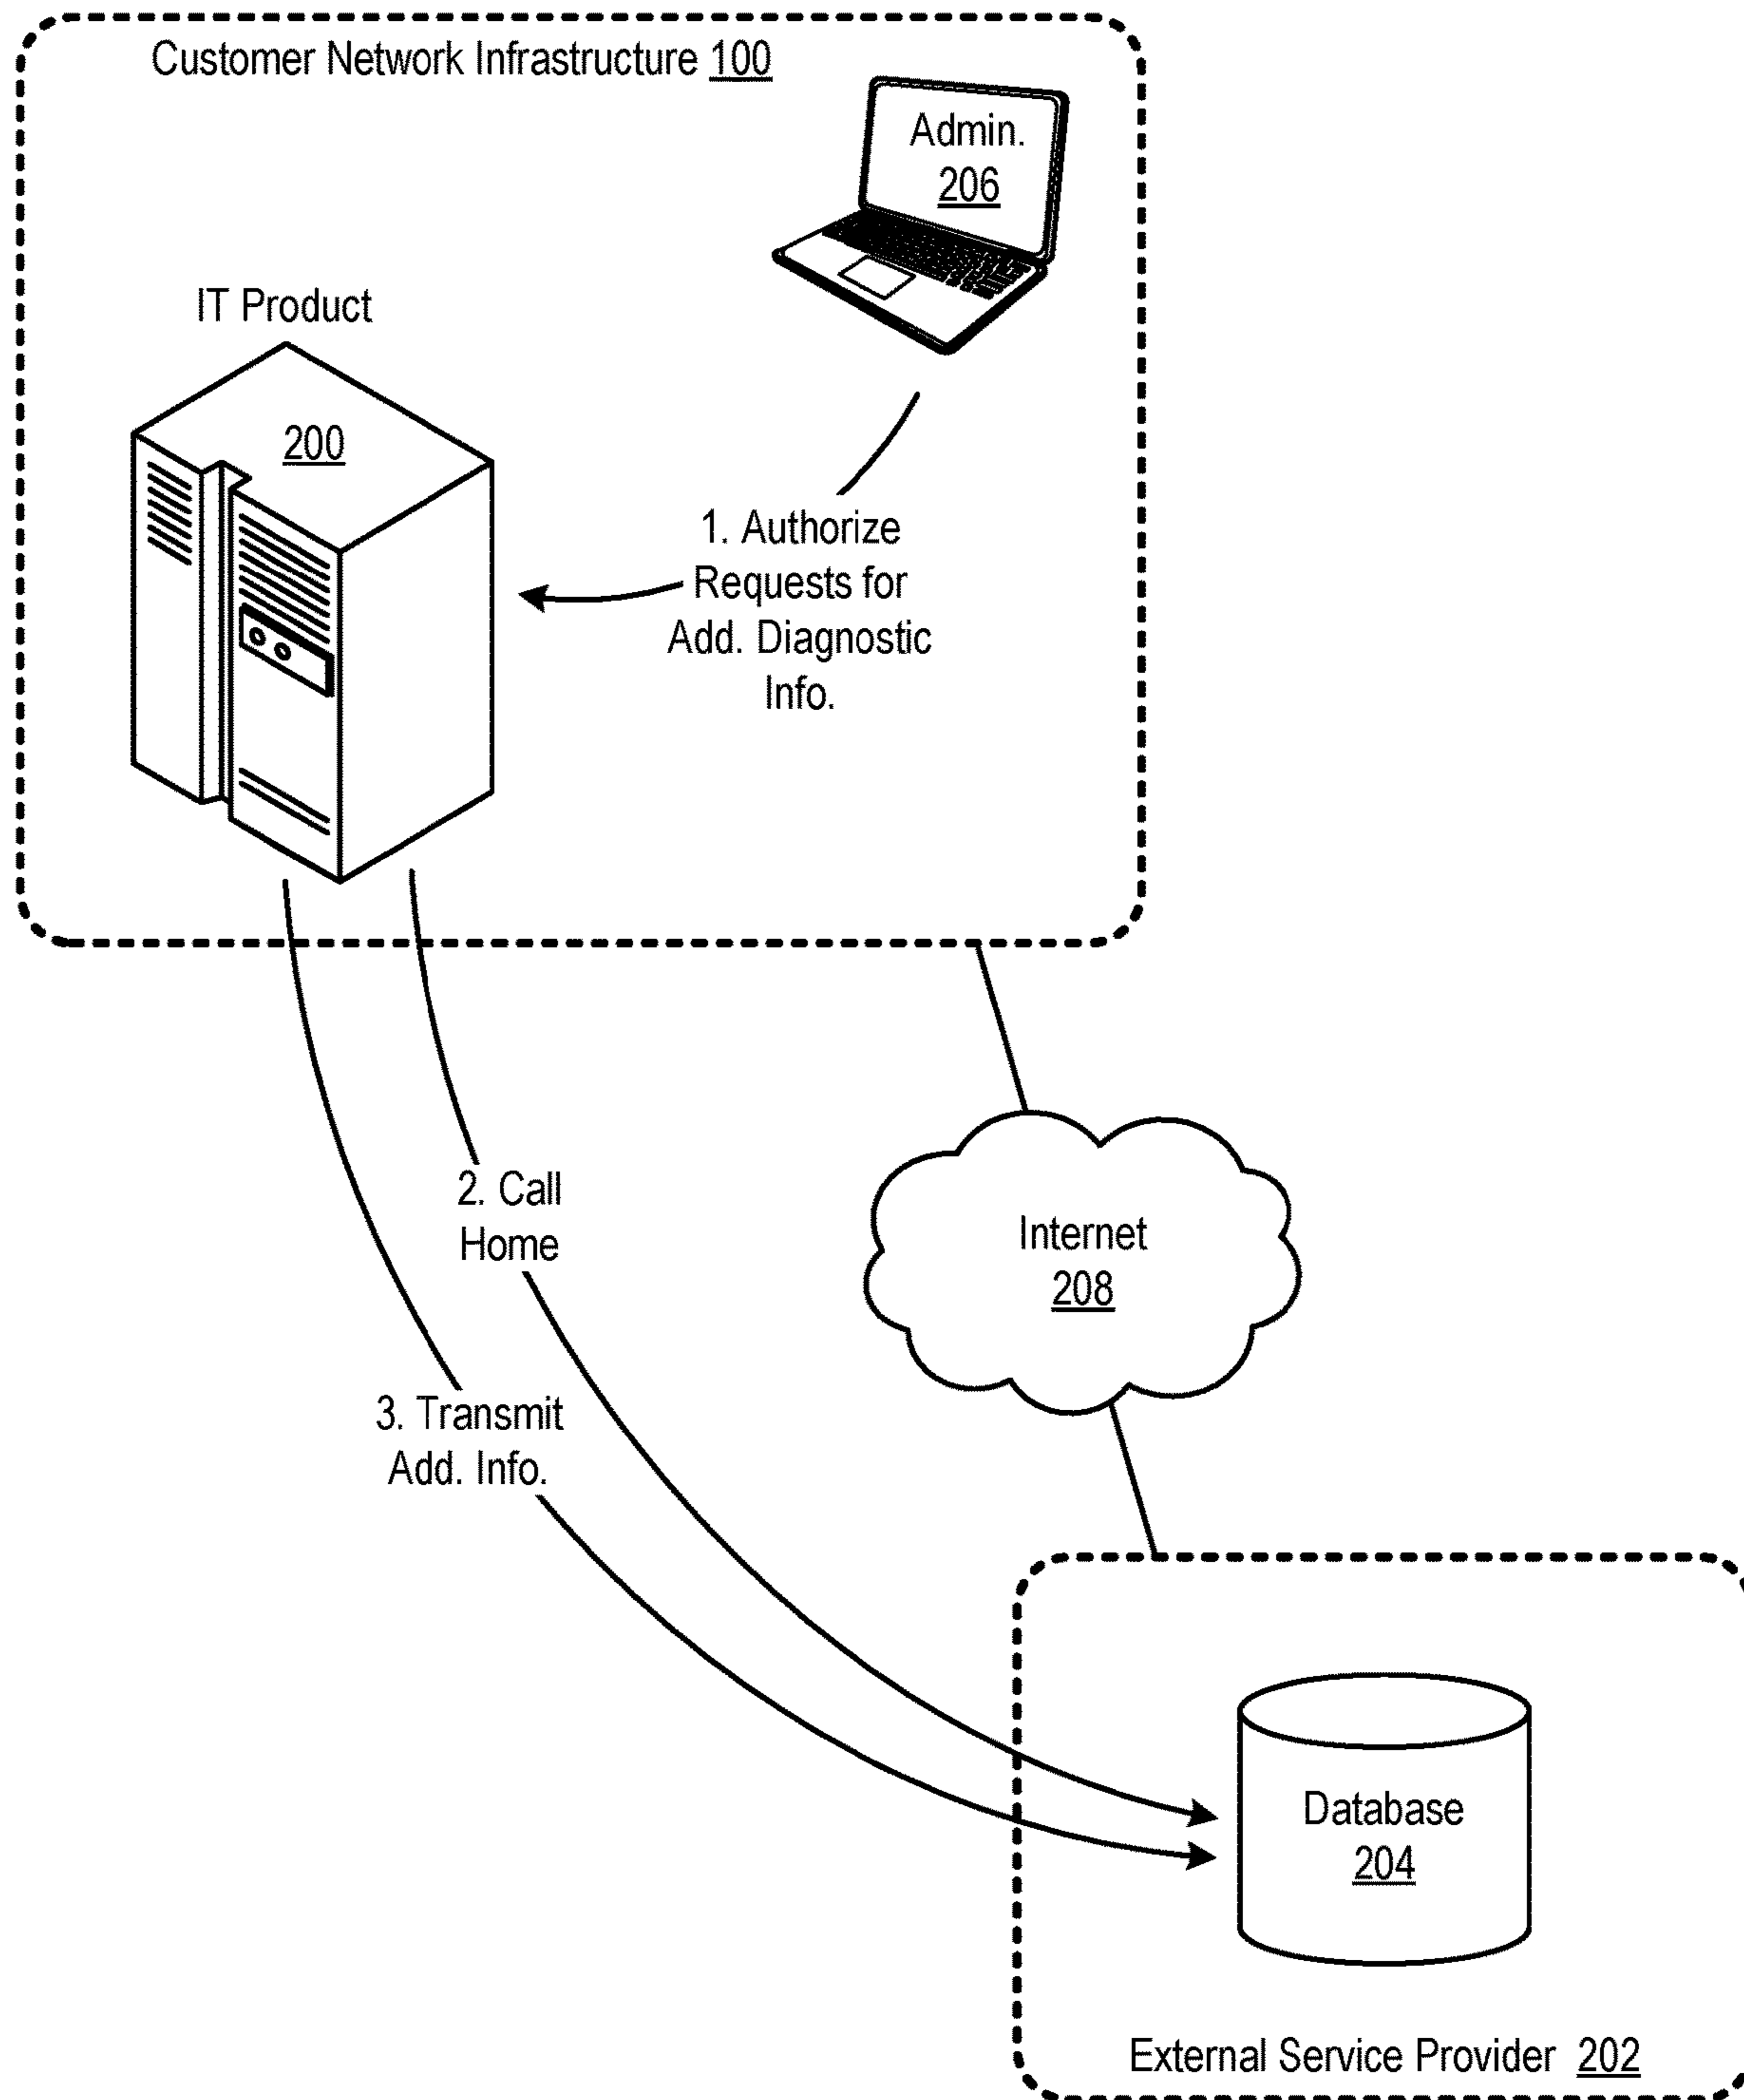 Customer Network Infrastructure 100
Admin.
206
IT Product
200
1. Authorize
Requests for
Add. Diagnostic
Info.
2. Call
Home
Internet
208
3. Transmit
Add. Info.
Database
204
External Service Provider 202